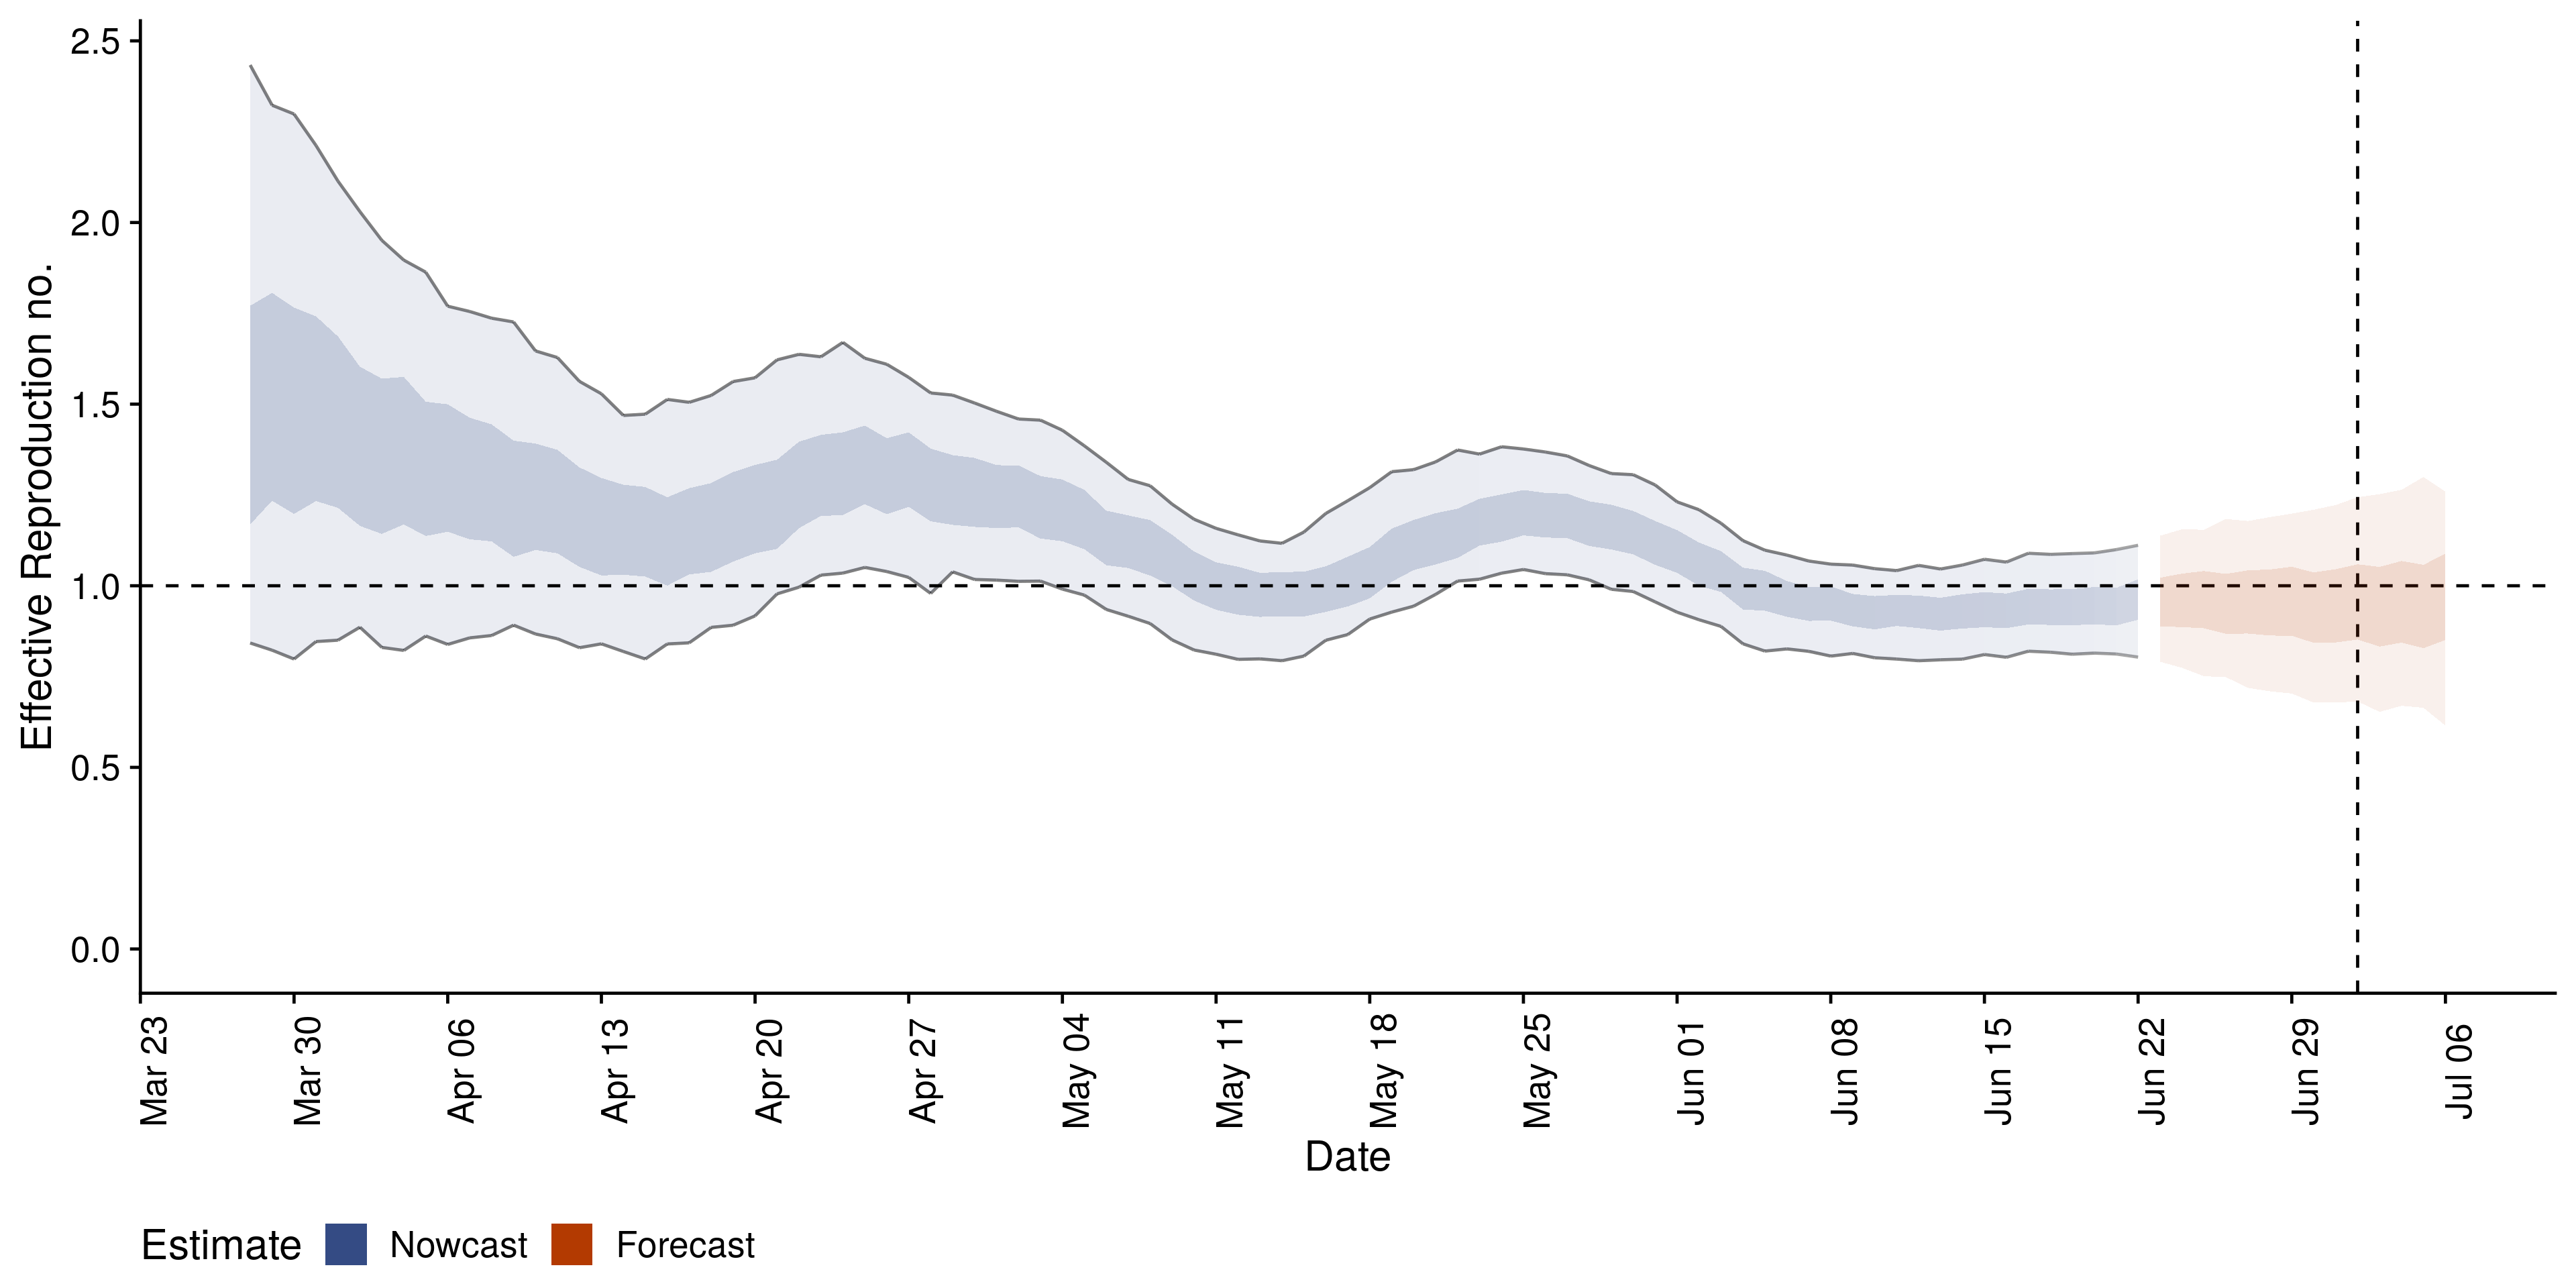 Effective Reproduction no.
2.5
2.0
1.5
1.0
0.5
0.0
Mar 23
Mar 30
Apr 06
Apr 13
Apr 20
Apr 27
May 04
May 11
May 18
May 25
Jun 01
Jun 08
Jun 15
Jun 22
Jun 29
Jul 06
Date
Estimate Nowcast Forecast